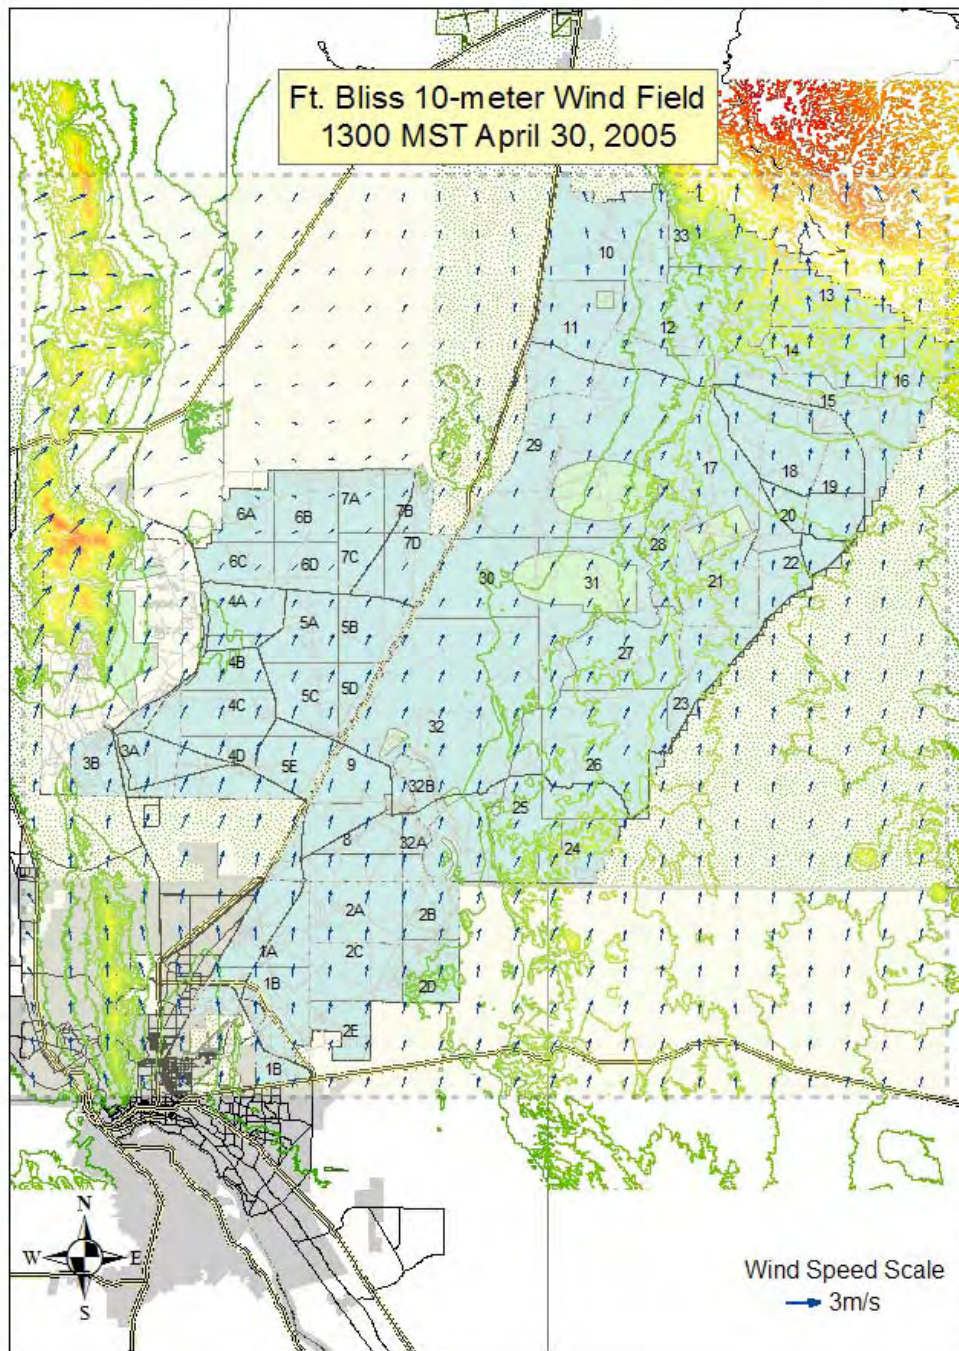 Ft. Bliss 10-meter Wind Field
1300 MST April 30, 2005
33
10
13
11
12
14
16
15
29
17
18
19
7A
6A
6B
7B
20
7D
28
7C
22
6C
6D
30
31
21
4A
5A
5B
27
4B
5C
5D
4C
23
32
3A
4D
3B
5E
9
26
32B
25
8
32A
24
2A
2B
1A
2C
1B
2D
2E
1B
N
W E
S
Wind Speed Scale
3m/s